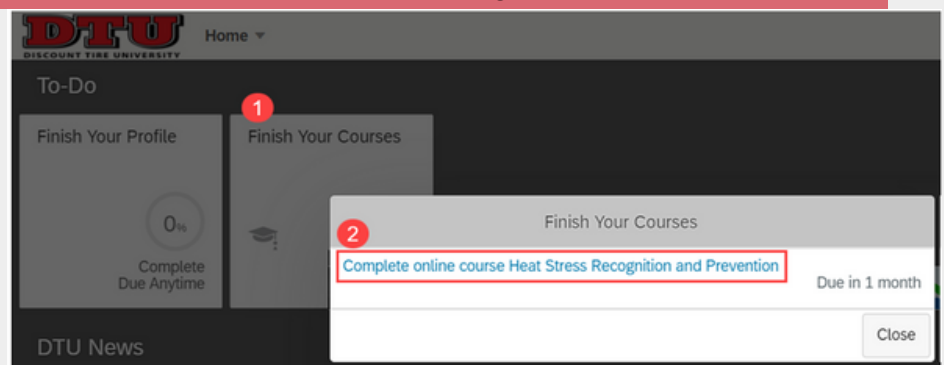 DTU
DISCOUNT TIRE UNIVERSITY
Home
To-Do
1
Finish Your Profile
0%
Complete
Due Anytime
Finish Your Courses
Finish Your Courses
2
Complete online course Heat Stress Recognition and Prevention
Due in 1 month
Close
DTU News